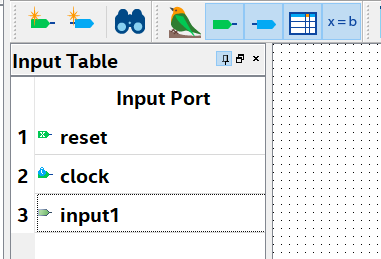 x = b
Input Table
Input Port
1 reset
2 clock
3 input1